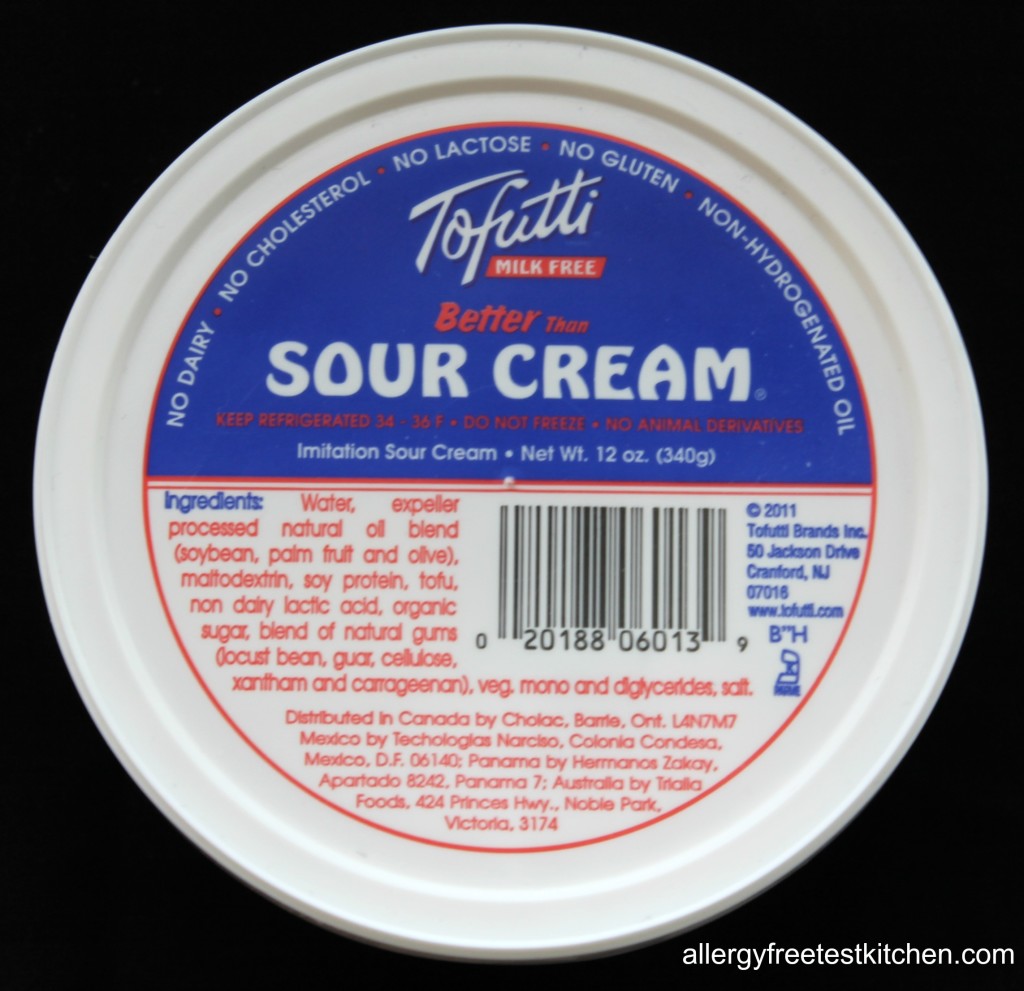 NO DAIRY • NO CHOLESTEROL • NO LACTOSE • NO GLUTEN • NON-HYDROGENATED OIL
Tofutti
MILK FREE
Better Than
SOUR CREAM®
KEEP REFRIGERATED 34 - 36 F • DO NOT FREEZE • NO ANIMAL DERIVATIVES
Imitation Sour Cream • Net Wt. 12 oz. (340g)
Ingredients: Water, expeller
processed natural oil blend
(soybean, palm fruit and olive),
maltodextrin, soy protein, tofu,
non dairy lactic acid, organic
sugar, blend of natural gums
(locust bean, guar, cellulose,
xantham and carrageenan), veg. mono and diglycerides, salt.
0 20188 06013 9
© 2011
Tofutti Brands Inc.
50 Jackson Drive
Cranford, NJ
07016
www.tofutti.com
B"H
Distributed in Canada by Cholac, Barrie, Ont. L4N7M7
Mexico by Techologias Narciso, Colonia Condesa,
Mexico, D.F. 06140; Panama by Hermanos Zakay,
Apartado 8242, Panama 7; Australia by Trialia
Foods, 424 Princes Hwy., Noble Park,
Victoria, 3174
allergyfreetestkitchen.com